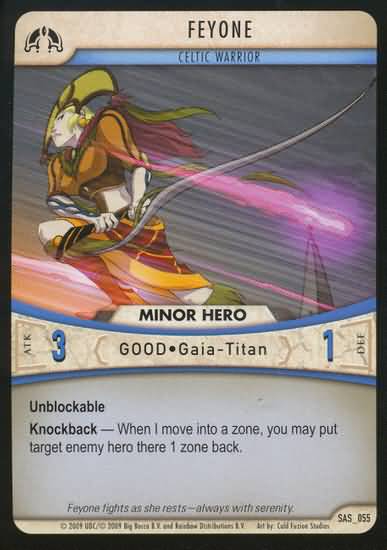 FEYONE
CELTIC WARRIOR
MINOR HERO
ATK 3 GOOD•Gaia-Titan 1 DEF
Unblockable
Knockback — When I move into a zone, you may put
target enemy hero there 1 zone back.
Feyone fights as she rests—always with serenity.
© 2009 UDC/© 2009 Big Bocca B.V. and Rainbow Distributions B.V. Art by: Cold Fuzion Studios
SAS_055